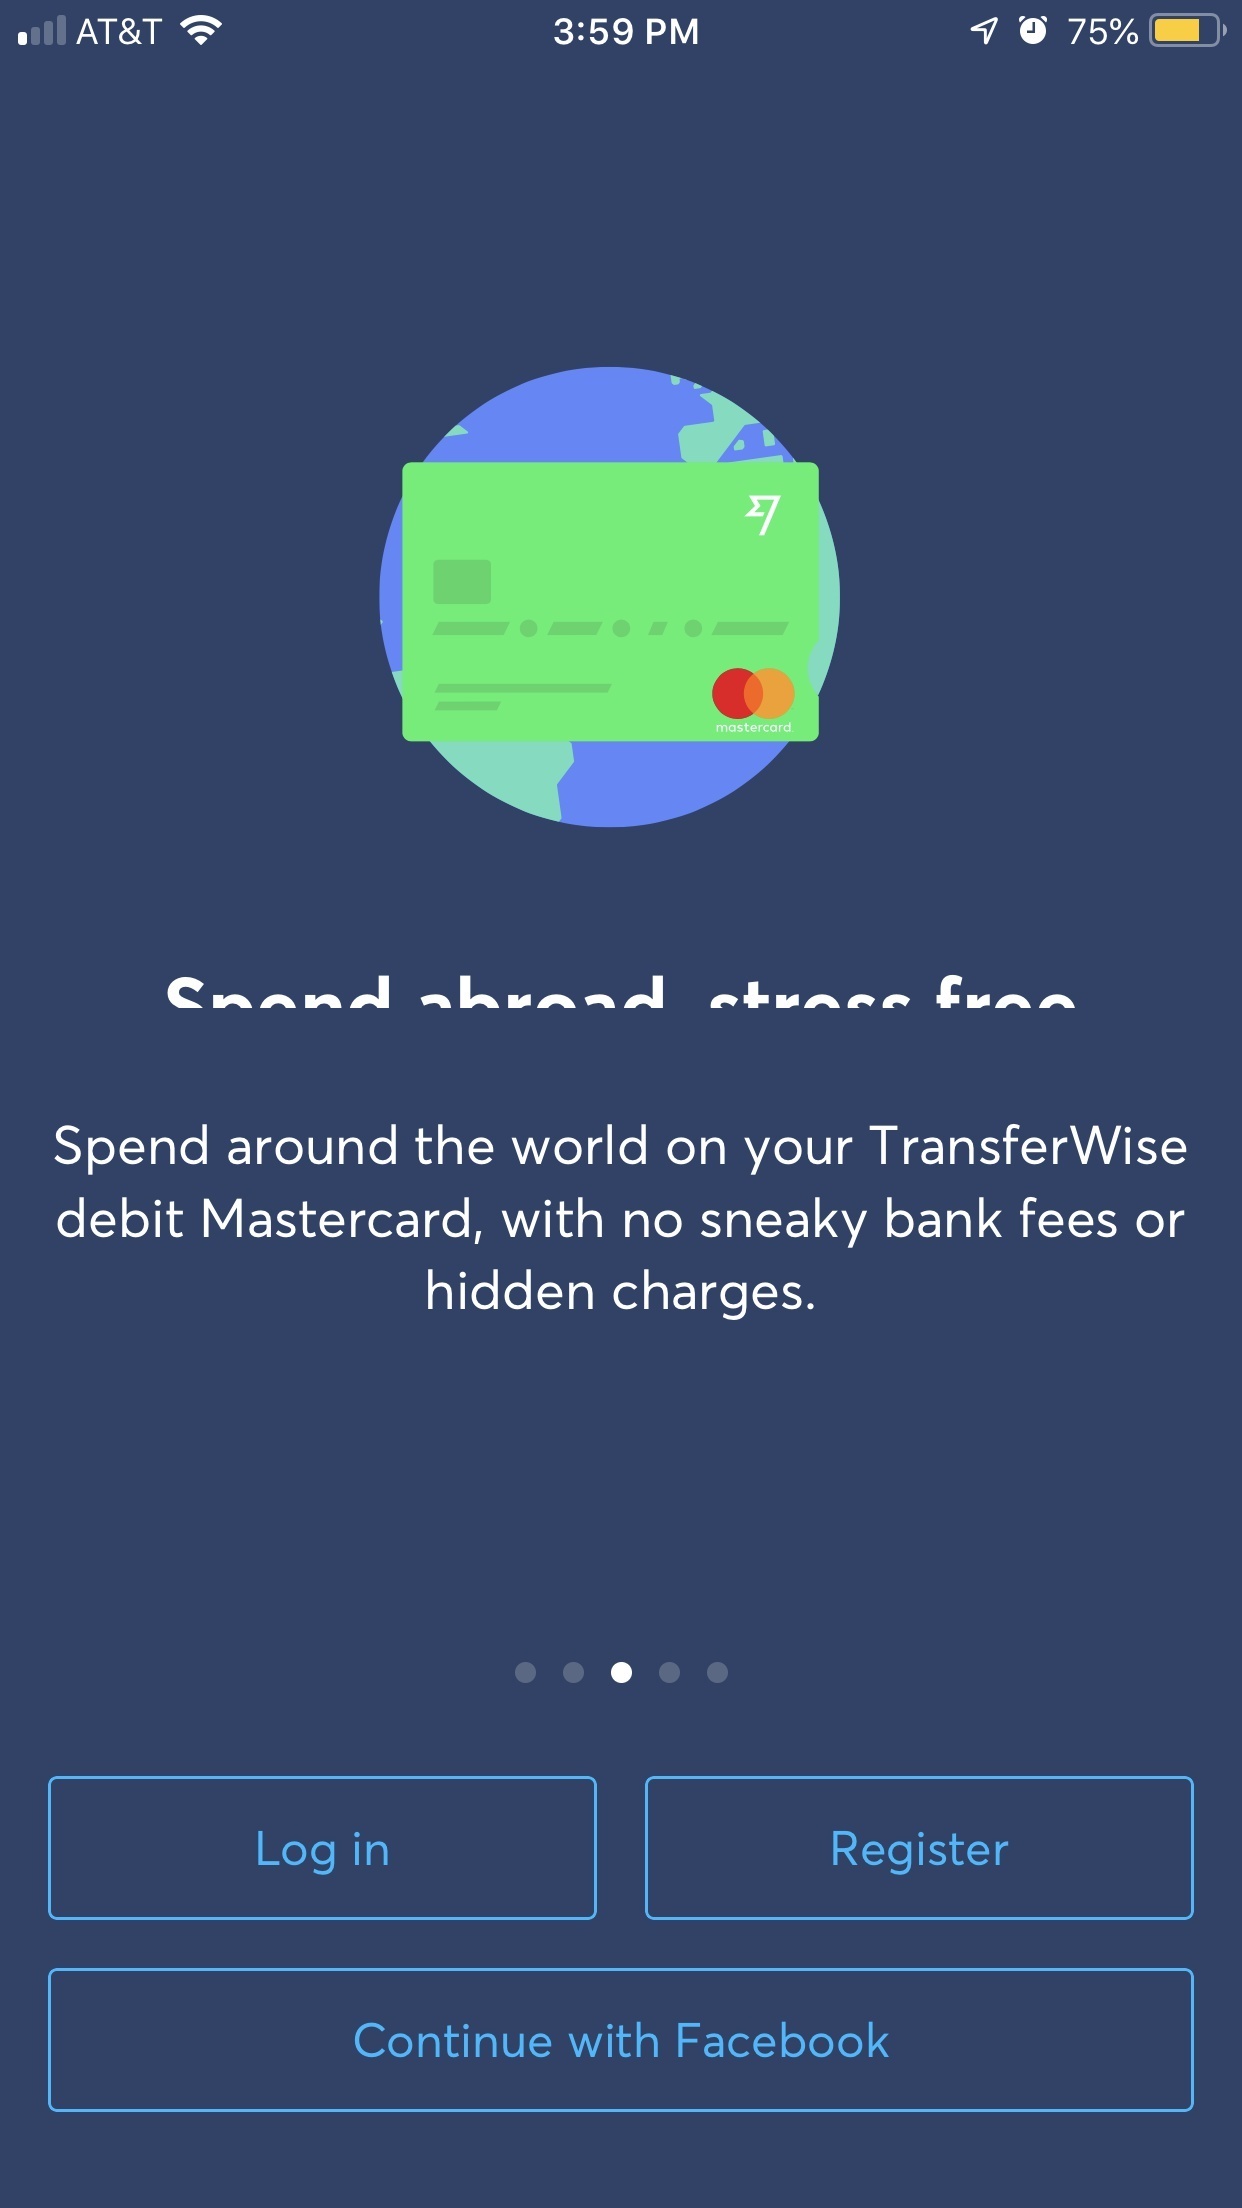 AT&T 3:59 PM 75%
mastercard.
Spend abroad, stress free
Spend around the world on your TransferWise
debit Mastercard, with no sneaky bank fees or
hidden charges.
Log in Register
Continue with Facebook